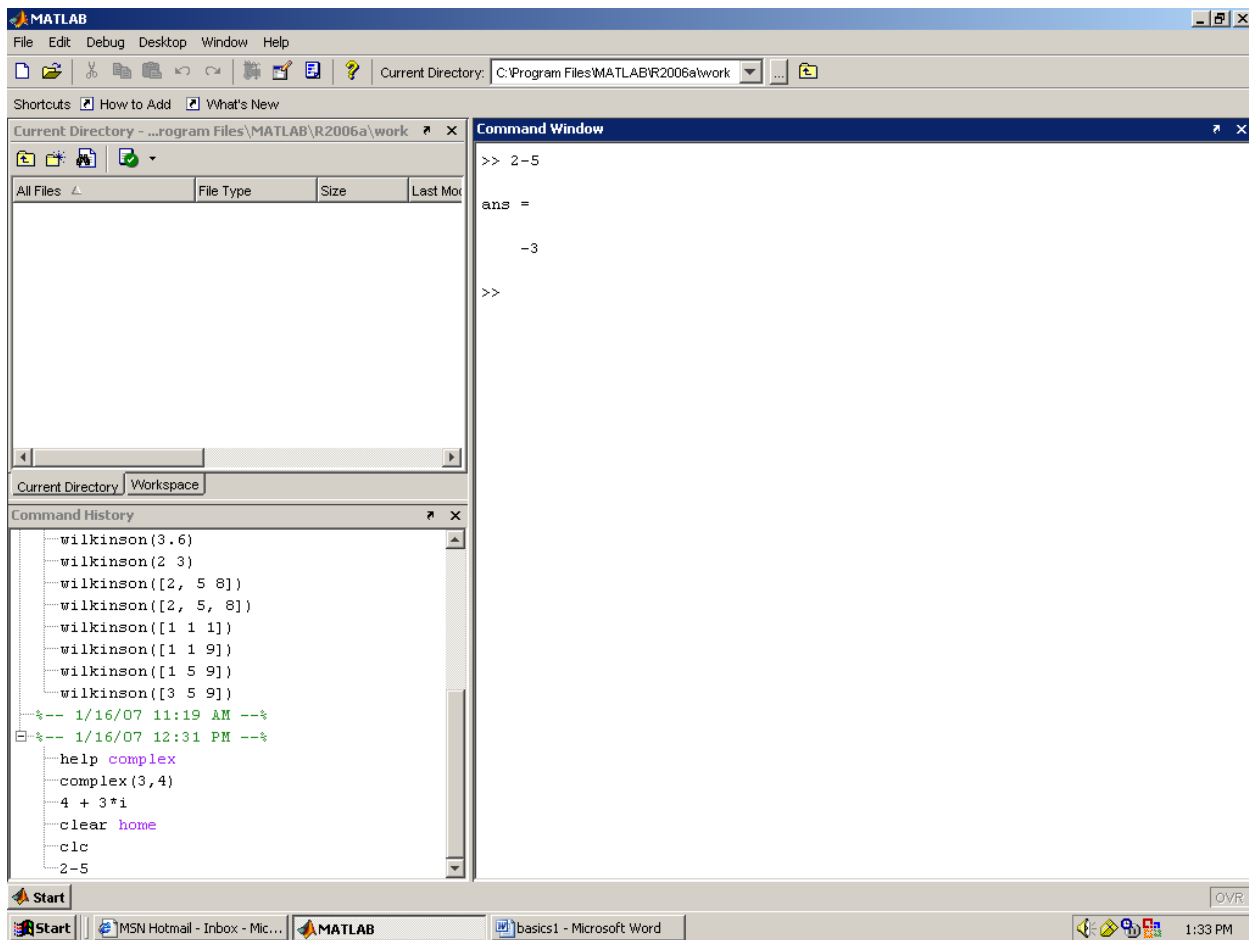 MATLAB
File Edit Debug Desktop Window Help
Current Directory: C:\Program Files\MATLAB\R2006a\work ...
Shortcuts How to Add What's New
Current Directory - ...rogram Files\MATLAB\R2006a\work
All Files File Type Size Last Mod
Current Directory Workspace
Command History
wilkinson(3.6)
wilkinson(2 3)
wilkinson([2, 5 8])
wilkinson([2, 5, 8])
wilkinson([1 1 1])
wilkinson([1 1 9])
wilkinson([1 5 9])
wilkinson([3 5 9])
%-- 1/16/07 11:19 AM --%
%-- 1/16/07 12:31 PM --%
help complex
complex(3,4)
4 + 3*i
clear home
clc
2-5
Command Window
>> 2-5
ans =
-3
>>
Start
OVR
Start MSN Hotmail - Inbox - Mic... MATLAB basics1 - Microsoft Word 1:33 PM